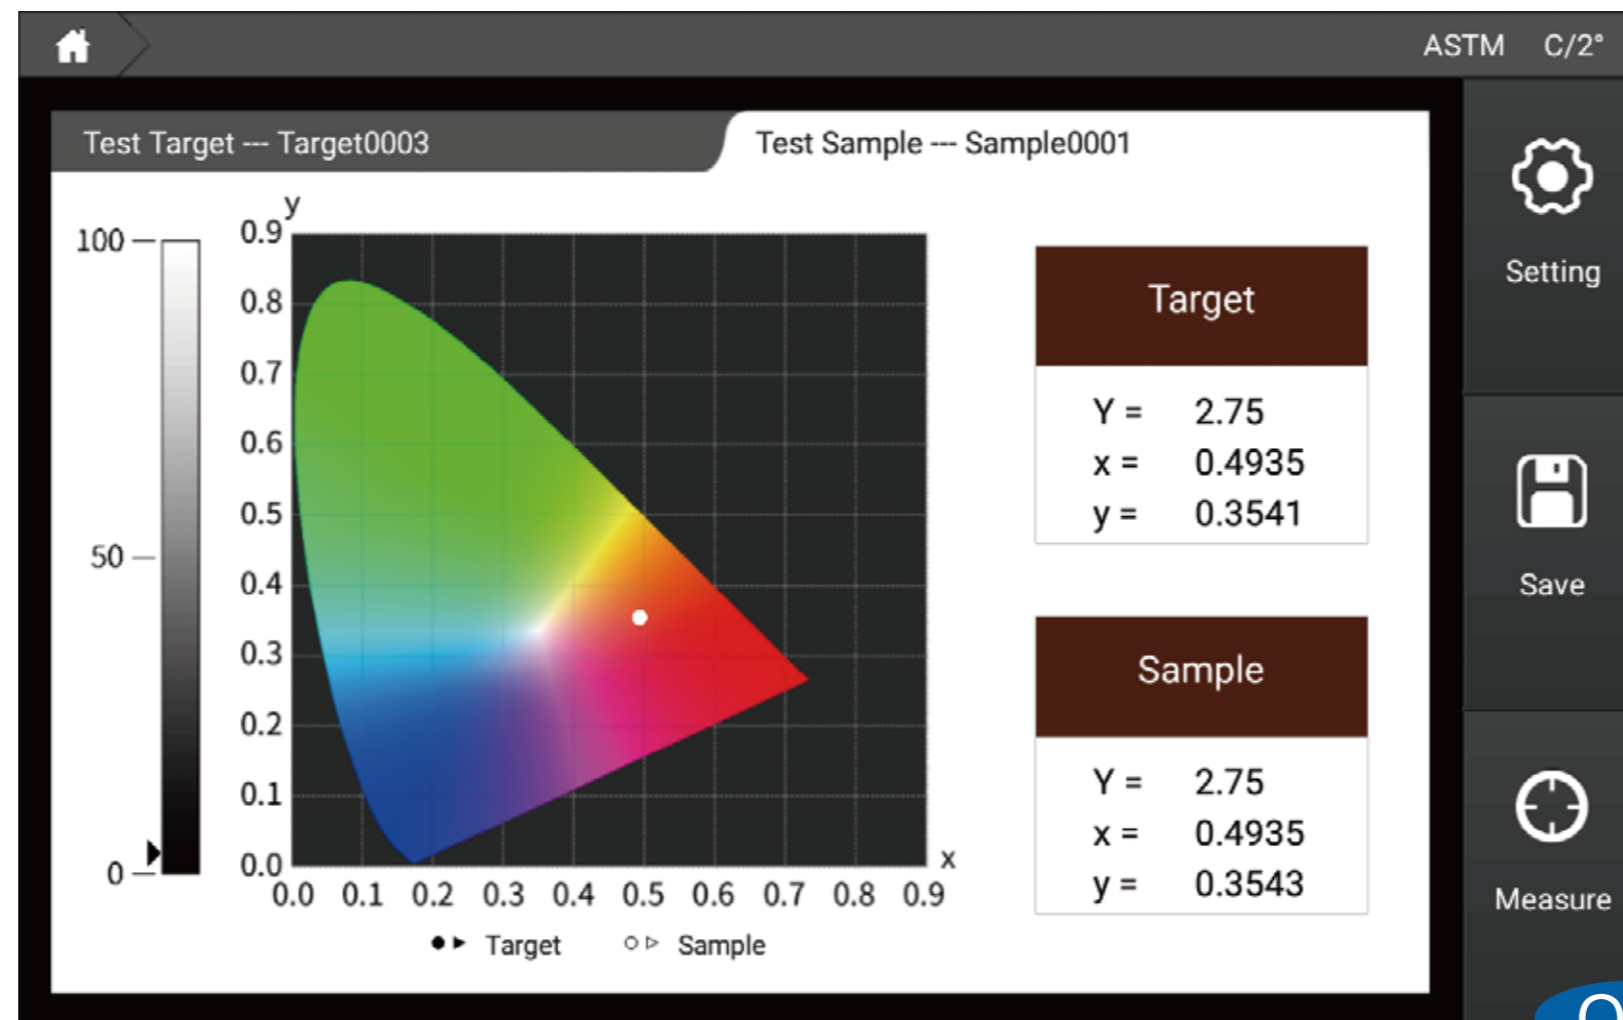 ASTM C/2°
Test Target --- Target0003
Test Sample --- Sample0001
Setting
Save
Measure
100
50
0
y
0.9
0.8
0.7
0.6
0.5
0.4
0.3
0.2
0.1
0.0
x
0.0 0.1 0.2 0.3 0.4 0.5 0.6 0.7 0.8 0.9
Target
Sample
Target
Y = 2.75
x = 0.4935
y = 0.3541
Sample
Y = 2.75
x = 0.4935
y = 0.3543